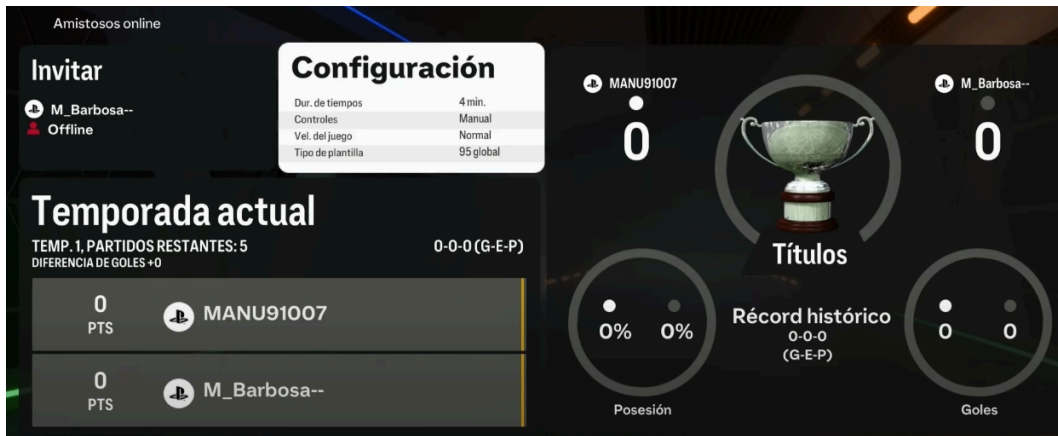 Amistosos online
Invitar
M_Barbosa--
Offline
Configuración
Dur. de tiempos 4 min.
Controles Manual
Vel. del juego Normal
Tipo de plantilla 95 global
Temporada actual
TEMP. 1, PARTIDOS RESTANTES: 5 0-0-0 (G-E-P)
DIFERENCIA DE GOLES +0
0 PTS MANU91007
0 PTS M_Barbosa--
MANU91007
0
M_Barbosa--
0
Títulos
0% 0%
Posesión
Récord histórico
0-0-0
(G-E-P)
0 0
Goles